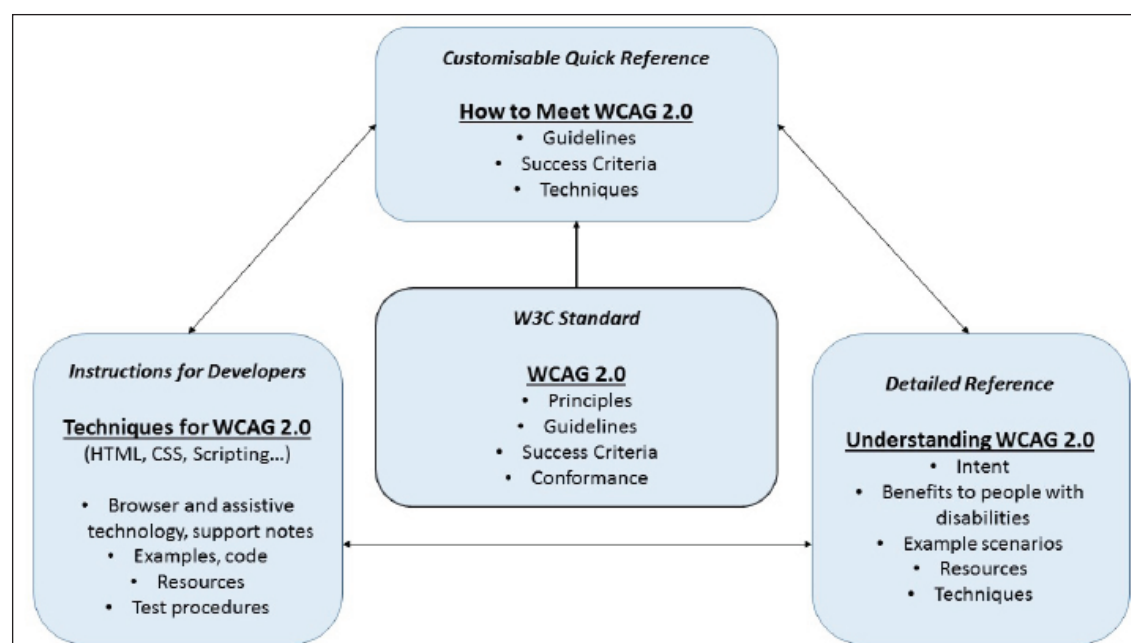 Customisable Quick Reference
How to Meet WCAG 2.0
• Guidelines
• Success Criteria
• Techniques
W3C Standard
WCAG 2.0
• Principles
• Guidelines
• Success Criteria
• Conformance
Instructions for Developers
Techniques for WCAG 2.0
(HTML, CSS, Scripting...)
• Browser and assistive
technology, support notes
• Examples, code
• Resources
• Test procedures
Detailed Reference
Understanding WCAG 2.0
• Intent
• Benefits to people with
disabilities
• Example scenarios
• Resources
• Techniques